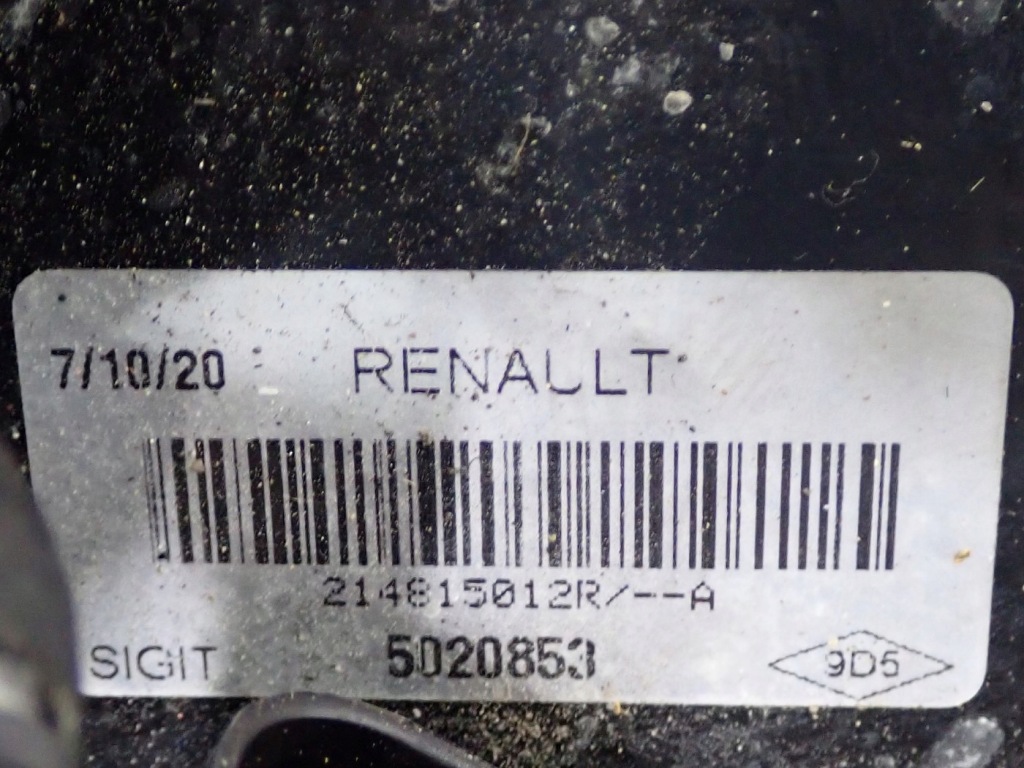 7/10/20 RENAULT
214815012R/--A
SIGIT 5020853 9D5